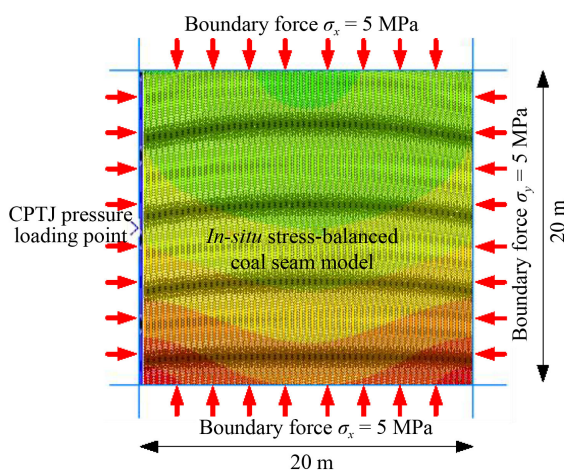 Boundary force σx = 5 MPa
CPTJ pressure
loading point
In-situ stress-balanced
coal seam model
Boundary force σy = 5 MPa
20 m
Boundary force σx = 5 MPa
20 m